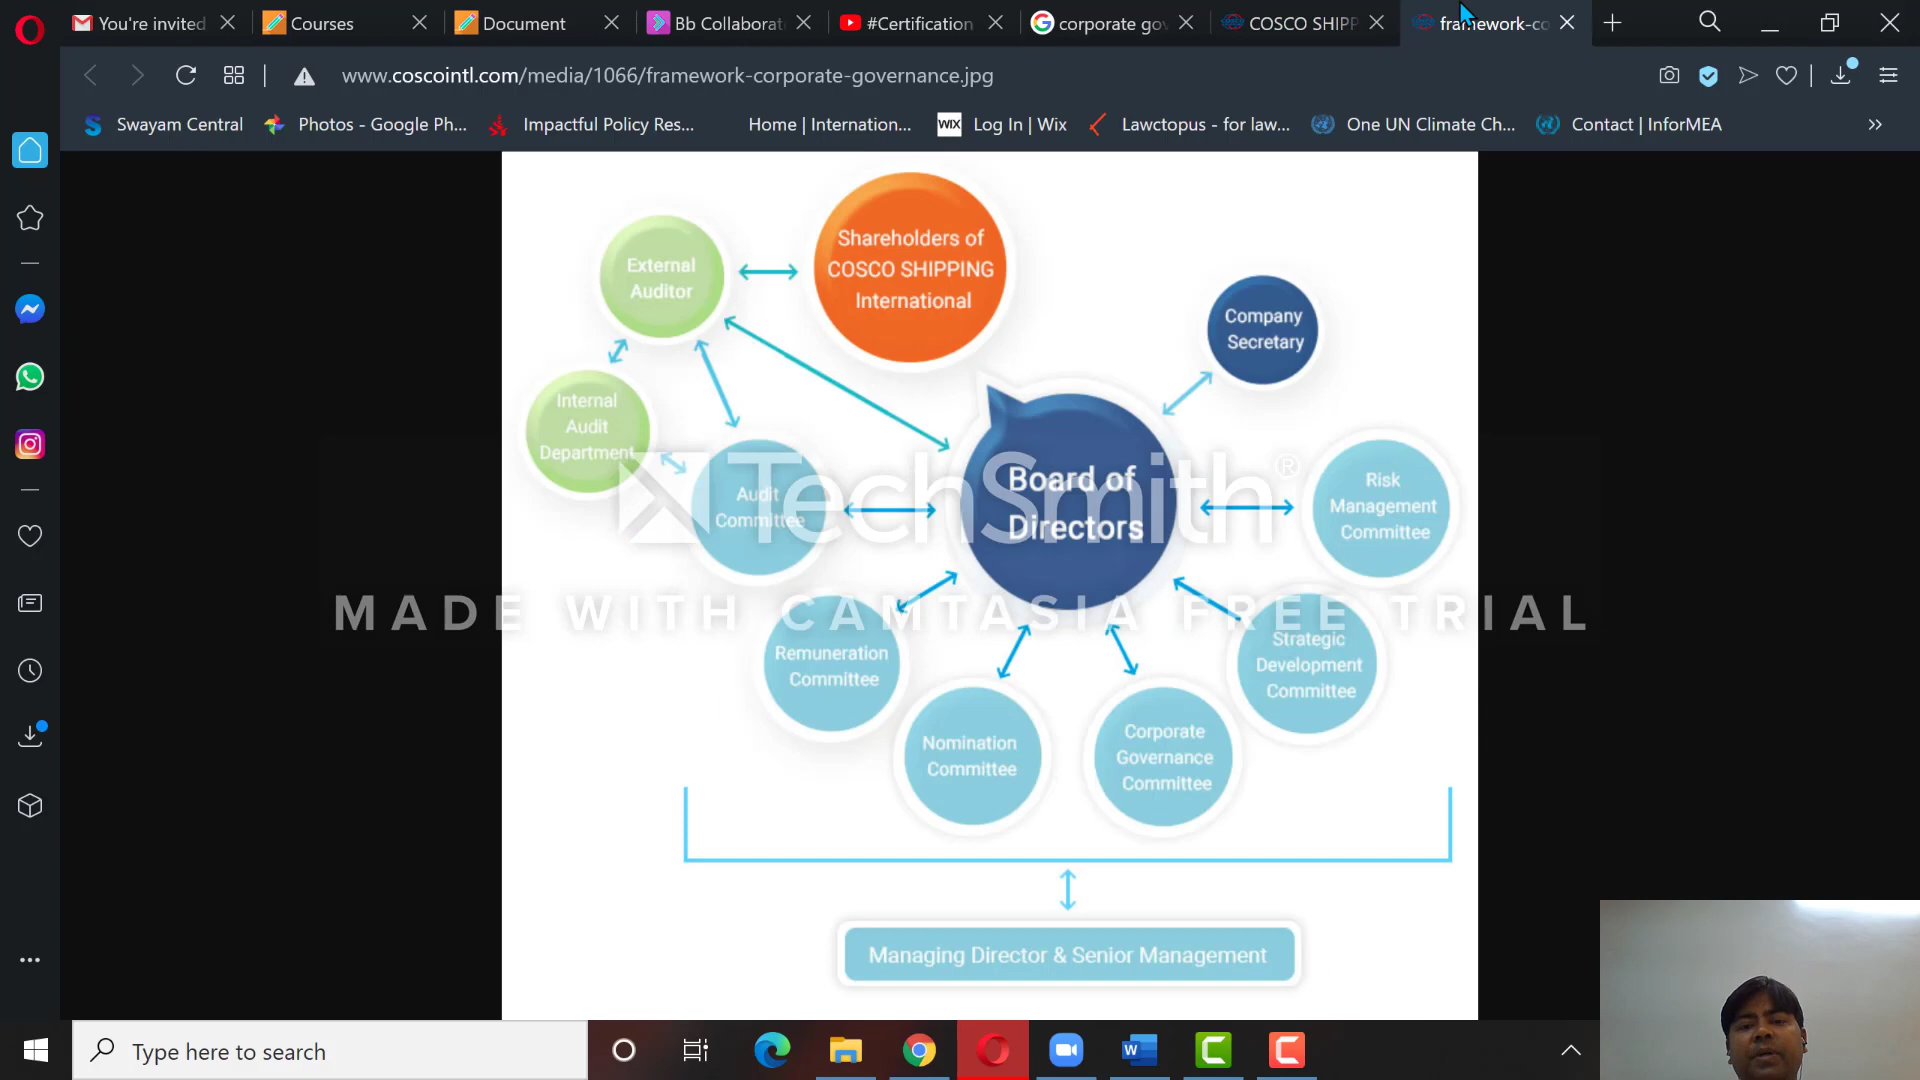 You're invited
Courses
Document
Bb Collaborat
#Certification
corporate gov
COSCO SHIPP
framework-co
www.coscointl.com/media/1066/framework-corporate-governance.jpg
Swayam Central
Photos - Google Ph...
Impactful Policy Res...
Home | Internation...
WIX
Log In | Wix
Lawctopus - for law...
One UN Climate Ch...
Contact | InforMEA
External
Auditor
Shareholders of
COSCO SHIPPING
International
Company
Secretary
Internal
Audit
Department
Audit
Committee
Board of
Directors
Risk
Management
Committee
TechSmith®
MADE WITH CAMTASIA FREE TRIAL
Remuneration
Committee
Strategic
Development
Committee
Nomination
Committee
Corporate
Governance
Committee
Managing Director & Senior Management
Type here to search